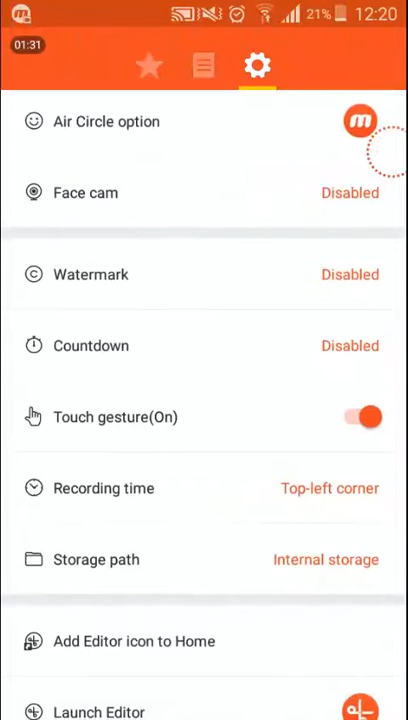 21% 12:20
01:31
Air Circle option
Face cam Disabled
Watermark Disabled
Countdown Disabled
Touch gesture(On)
Recording time Top-left corner
Storage path Internal storage
Add Editor icon to Home
Launch Editor